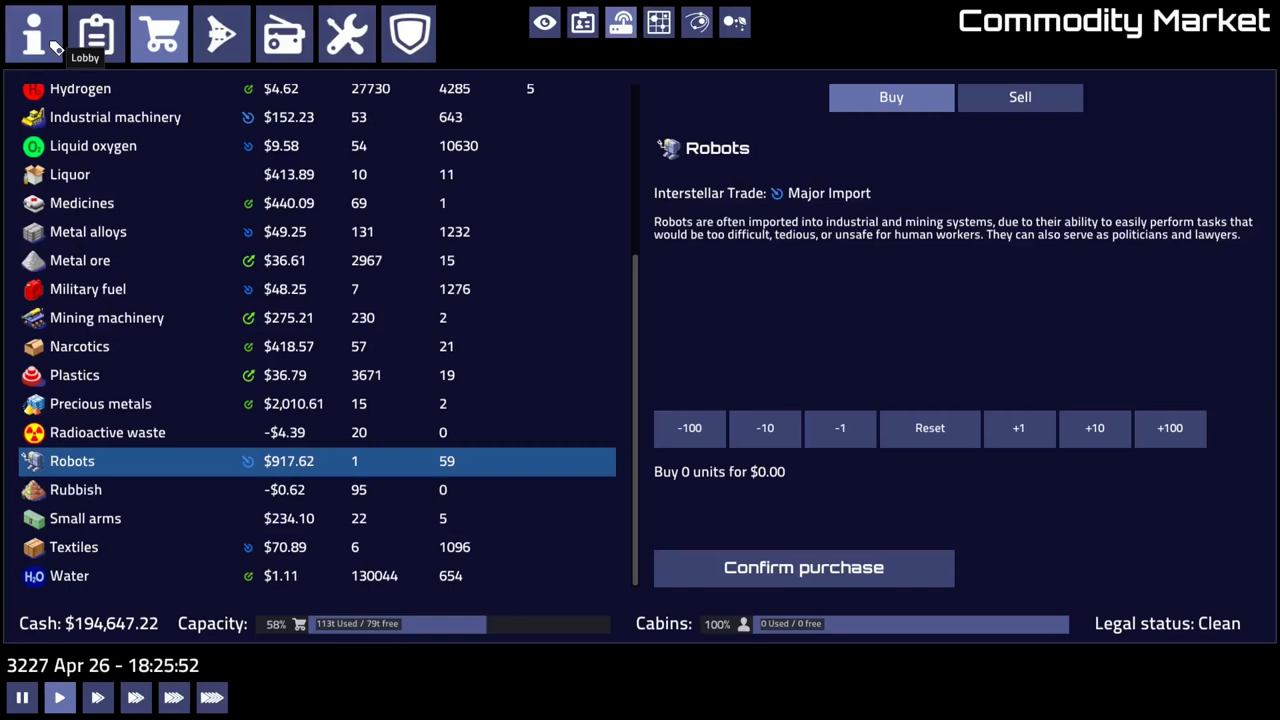 Commodity Market
Lobby
H₂ Hydrogen $4.62 27730 4285 5
Industrial machinery $152.23 53 643
O₂ Liquid oxygen $9.58 54 10630
Liquor $413.89 10 11
Medicines $440.09 69 1
Metal alloys $49.25 131 1232
Metal ore $36.61 2967 15
Military fuel $48.25 7 1276
Mining machinery $275.21 230 2
Narcotics $418.57 57 21
Plastics $36.79 3671 19
Precious metals $2,010.61 15 2
Radioactive waste -$4.39 20 0
Robots $917.62 1 59
Rubbish -$0.62 95 0
Small arms $234.10 22 5
Textiles $70.89 6 1096
H₂O Water $1.11 130044 654
Buy Sell
Robots
Interstellar Trade: Major Import
Robots are often imported into industrial and mining systems, due to their ability to easily perform tasks that
would be too difficult, tedious, or unsafe for human workers. They can also serve as politicians and lawyers.
-100 -10 -1 Reset +1 +10 +100
Buy 0 units for $0.00
Confirm purchase
Cash: $194,647.22 Capacity: 58% 113t Used / 79t free Cabins: 100% 0 Used / 0 free Legal status: Clean
3227 Apr 26 - 18:25:52